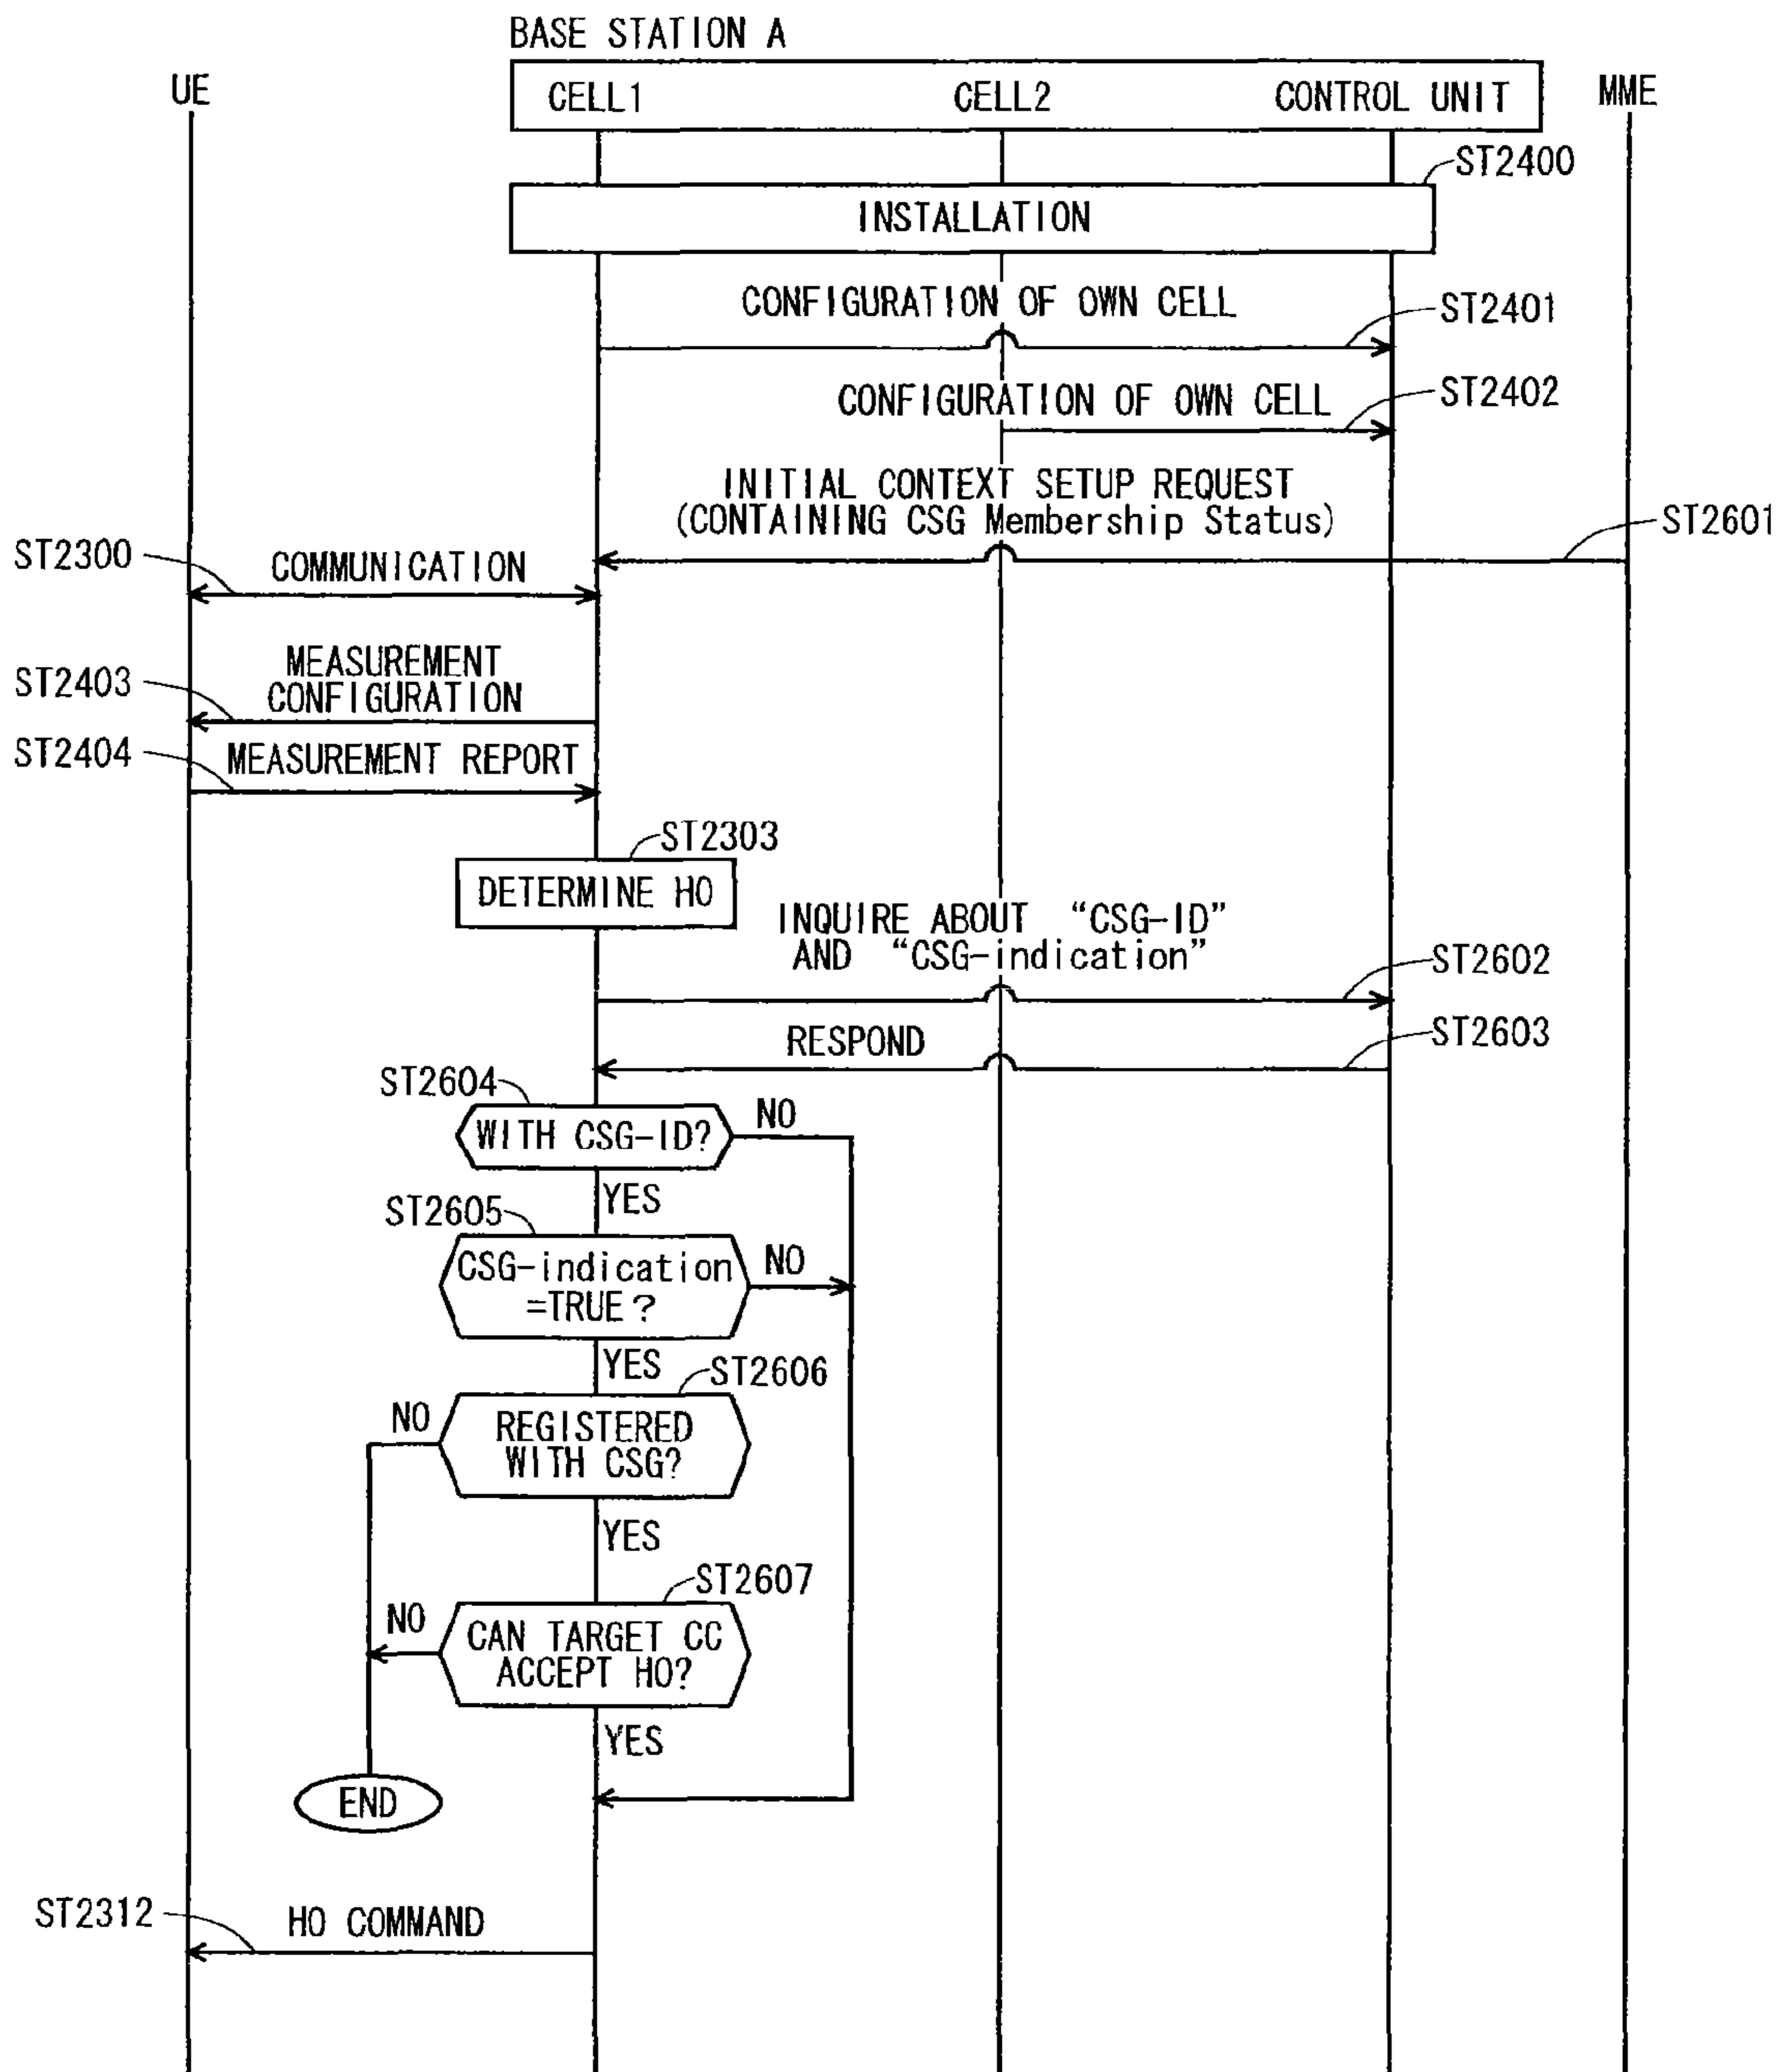 BASE STATION A
UE
CELL1
CELL2
CONTROL UNIT
MME
ST2400
INSTALLATION
CONFIGURATION OF OWN CELL
ST2401
CONFIGURATION OF OWN CELL
ST2402
INITIAL CONTEXT SETUP REQUEST
(CONTAINING CSG Membership Status)
ST2601
ST2300
COMMUNICATION
MEASUREMENT
CONFIGURATION
ST2403
ST2404
MEASUREMENT REPORT
ST2303
DETERMINE HO
INQUIRE ABOUT “CSG-ID”
AND “CSG-indication”
ST2602
RESPOND
ST2603
ST2604
WITH CSG-ID?
NO
YES
ST2605
CSG-indication
=TRUE?
NO
YES
ST2606
NO
REGISTERED
WITH CSG?
YES
ST2607
NO
CAN TARGET CC
ACCEPT HO?
YES
END
ST2312
HO COMMAND